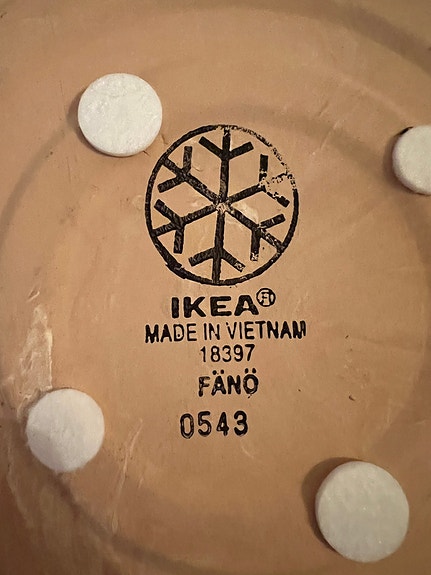 IKEA®
MADE IN VIETNAM
18397
FÄNÖ
0543